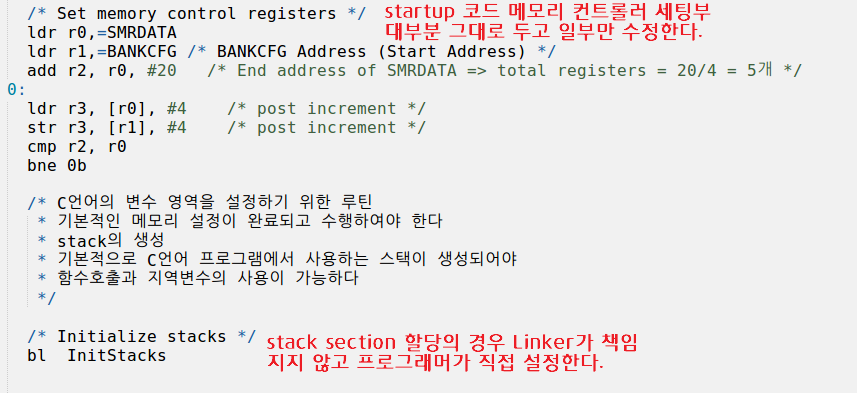 /* Set memory control registers */
startup 코드 메모리 컨트롤러 세팅부
대부분 그대로 두고 일부만 수정한다.
ldr r0,=SMRDATA
ldr r1,=BANKCFG /* BANKCFG Address (Start Address) */
add r2, r0, #20 /* End address of SMRDATA => total registers = 20/4 = 5개 */
0:
ldr r3, [r0], #4 /* post increment */
str r3, [r1], #4 /* post increment */
cmp r2, r0
bne 0b
/* C언어의 변수 영역을 설정하기 위한 루틴
* 기본적인 메모리 설정이 완료되고 수행하여야 한다
* stack의 생성
* 기본적으로 C언어 프로그램에서 사용하는 스택이 생성되어야
* 함수호출과 지역변수의 사용이 가능하다
*/
/* Initialize stacks */
bl InitStacks
stack section 할당의 경우 Linker가 책임
지지 않고 프로그래머가 직접 설정한다.